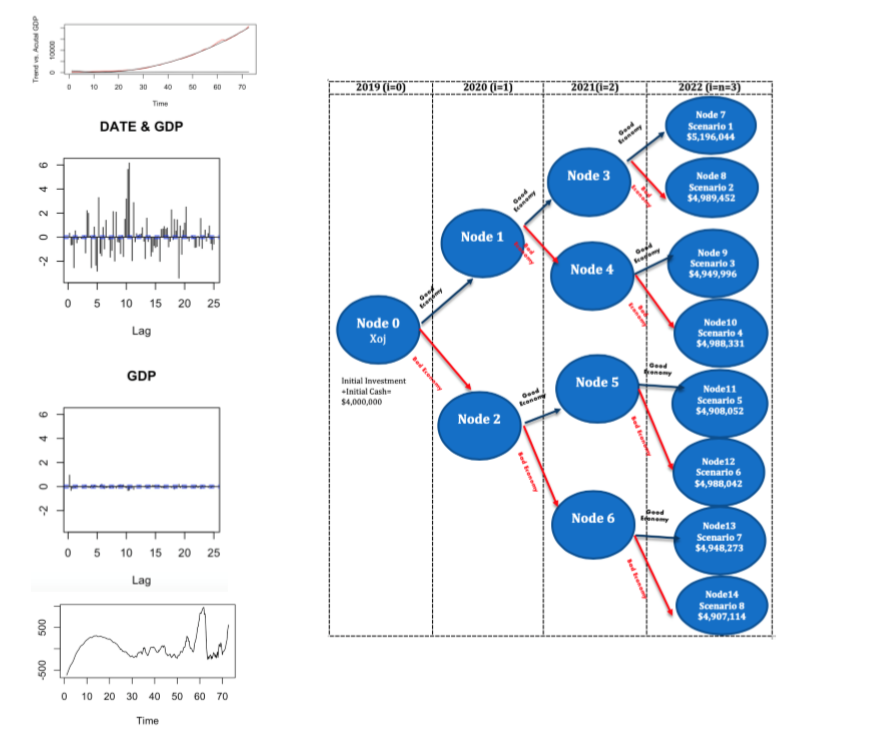 Trend vs. Acutal GDP
0 10000
0 10 20 30 40 50 60 70
Time
DATE & GDP
6
4
2
0
-2
0 5 10 15 20 25
Lag
GDP
6
4
2
0
-2
0 5 10 15 20 25
Lag
500
-500
0 10 20 30 40 50 60 70
Time
2019 (i=0)
2020 (i=1)
2021(i=2)
2022 (i=n=3)
Node 0
Xoj
Initial Investment
=Initial Cash=
$4,000,000
Good
Economy
Bad Economy
Node 1
Good
Economy
Bad
Economy
Node 2
Good
Economy
Bad Economy
Node 3
Good
Economy
Bad
Economy
Node 4
Good
Economy
Bad
Economy
Node 5
Good
Economy
Bad Economy
Node 6
Good
Economy
Bad Economy
Node 7
Scenario 1
$5,196,044
Node 8
Scenario 2
$4,989,452
Node 9
Scenario 3
$4,949,996
Node10
Scenario 4
$4,988,331
Node11
Scenario 5
$4,908,052
Node12
Scenario 6
$4,988,042
Node13
Scenario 7
$4,948,273
Node14
Scenario 8
$4,907,114